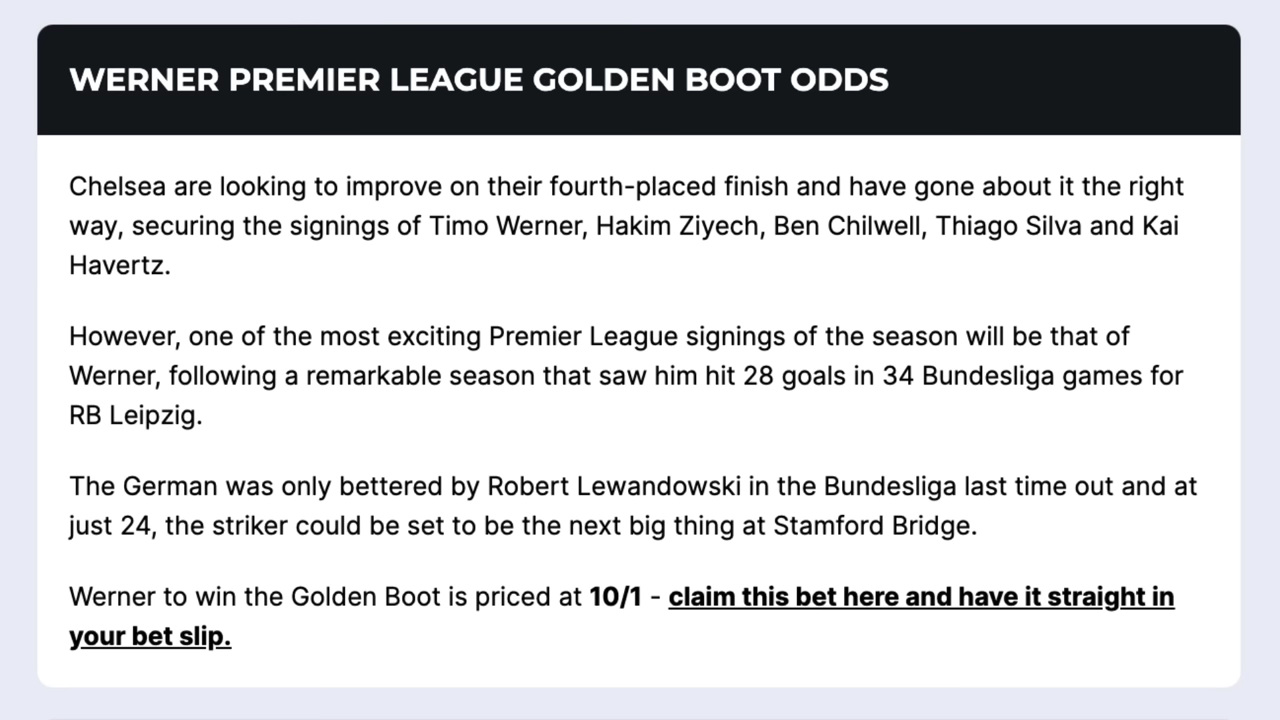 WERNER PREMIER LEAGUE GOLDEN BOOT ODDS
Chelsea are looking to improve on their fourth-placed finish and have gone about it the right
way, securing the signings of Timo Werner, Hakim Ziyech, Ben Chilwell, Thiago Silva and Kai
Havertz.
However, one of the most exciting Premier League signings of the season will be that of
Werner, following a remarkable season that saw him hit 28 goals in 34 Bundesliga games for
RB Leipzig.
The German was only bettered by Robert Lewandowski in the Bundesliga last time out and at
just 24, the striker could be set to be the next big thing at Stamford Bridge.
Werner to win the Golden Boot is priced at 10/1 - claim this bet here and have it straight in
your bet slip.